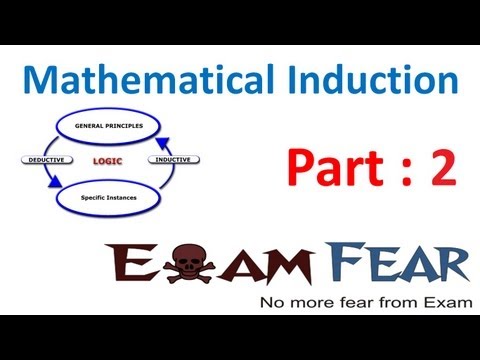 Mathematical Induction
GENERAL PRINCIPLES
DEDUCTIVE
LOGIC
INDUCTIVE
Specific Instances
Part : 2
EXAM FEAR
No more fear from Exam